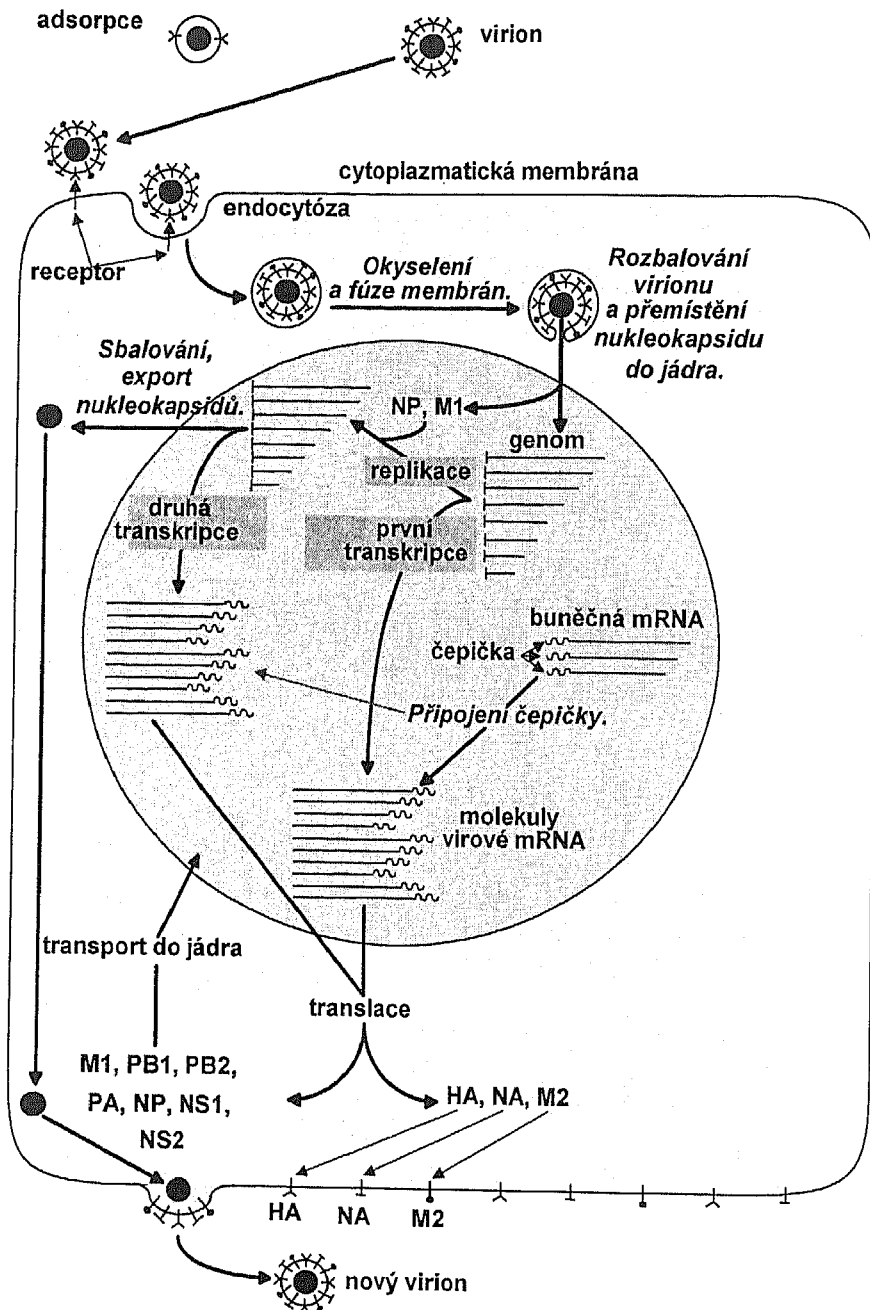 adsorpce
virion
cytoplazmatická membrána
endocytóza
receptor
Okyselení
a fúze membrán.
Rozbalování
virionu
a přemístění
nukleokapsidu
do jádra.
Sbalování,
export
nukleokapsidů.
NP, M1
genom
replikace
druhá
transkripce
první
transkripce
buněčná mRNA
čepička
Připojení čepičky.
molekuly
virové mRNA
transport do jádra
translace
M1, PB1, PB2,
PA, NP, NS1,
NS2
HA, NA, M2
HA
NA
M2
nový virion